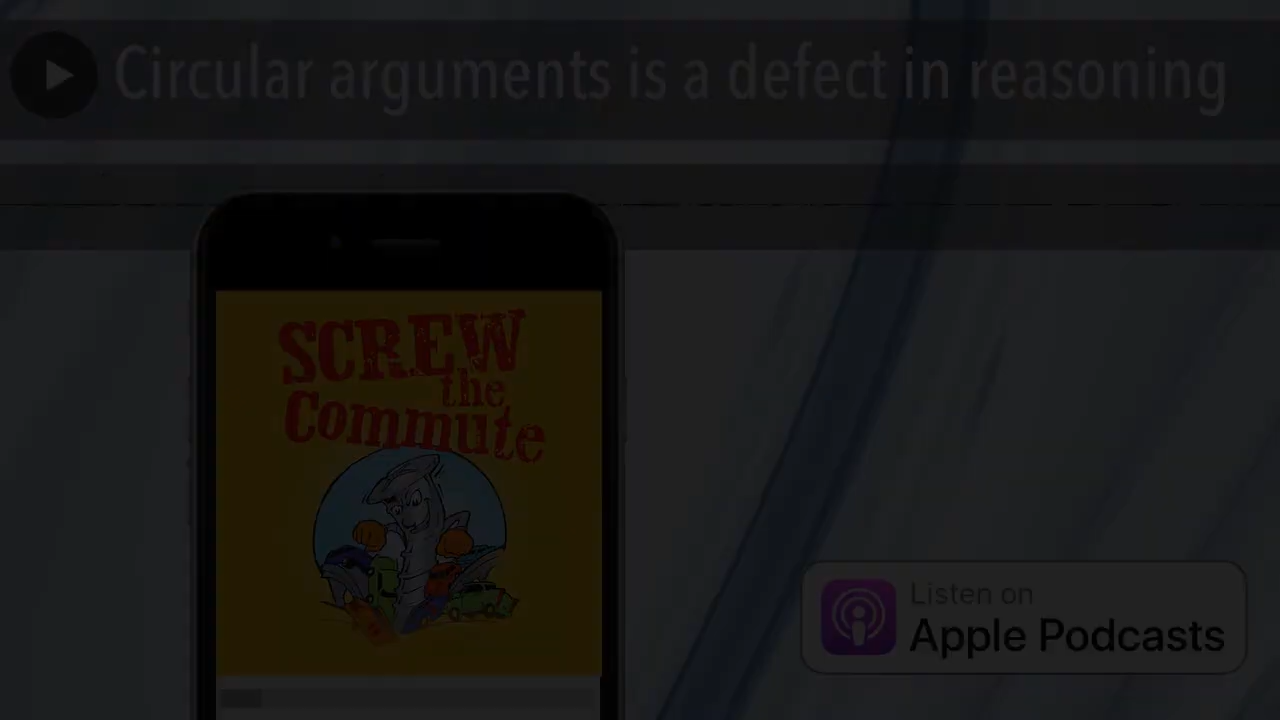 Circular arguments is a defect in reasoning
SCREW
the
Commute
Listen on
Apple Podcasts